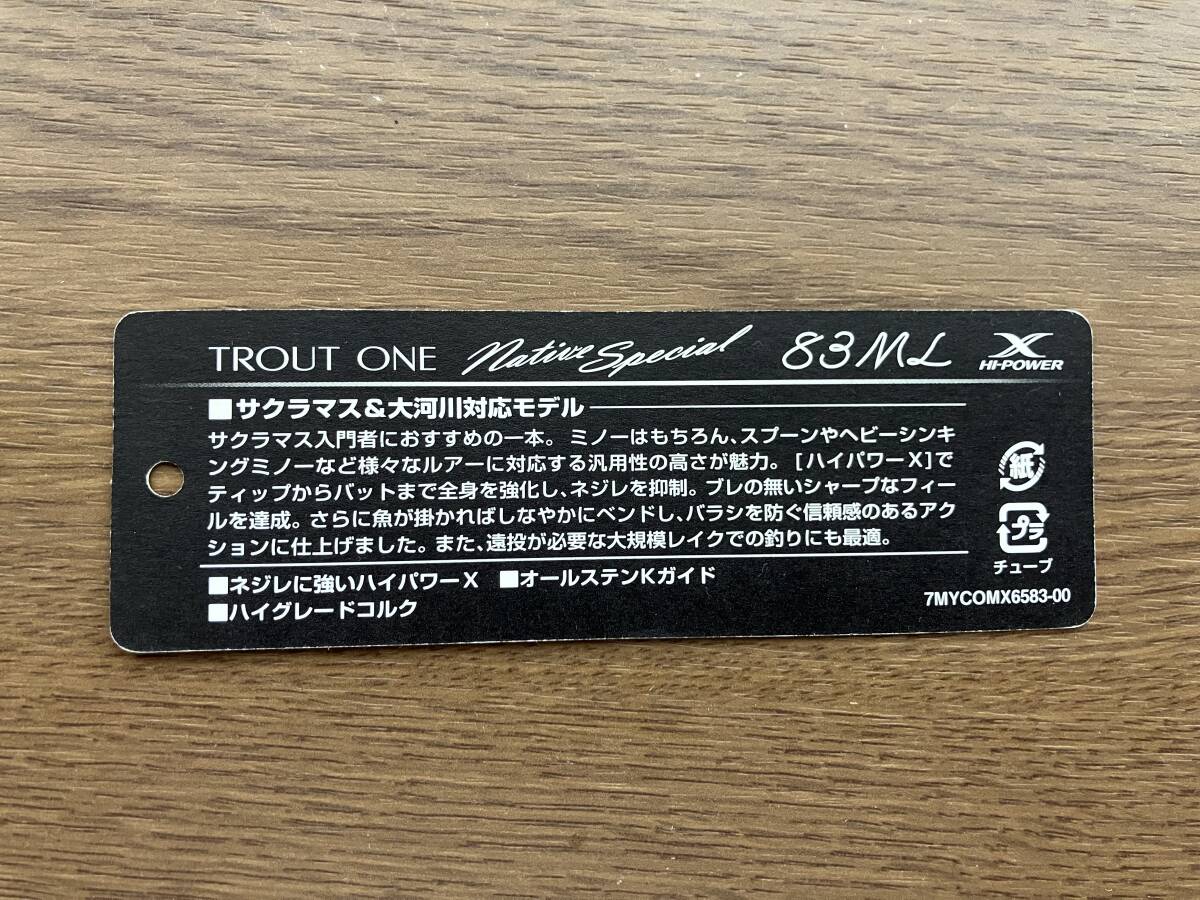 TROUT ONE Native Special 83ML X HI-POWER
■サクラマス&大河川対応モデル
サクラマス入門者におすすめの一本。ミノーはもちろん、スプーンやヘビーシンキ
ングミノーなど様々なルアーに対応する汎用性の高さが魅力。[ハイパワーX]で
ティップからバットまで全身を強化し、ネジレを抑制。ブレの無いシャープなフィー
ルを達成。さらに魚が掛かればしなやかにベンドし、バラシを防ぐ信頼感のあるアク
ションに仕上げました。また、遠投が必要な大規模レイクでの釣りにも最適。
■ネジレに強いハイパワーX ■オールステンKガイド
■ハイグレードコルク
紙
プラ
チューブ
7MYCOMX6583-00